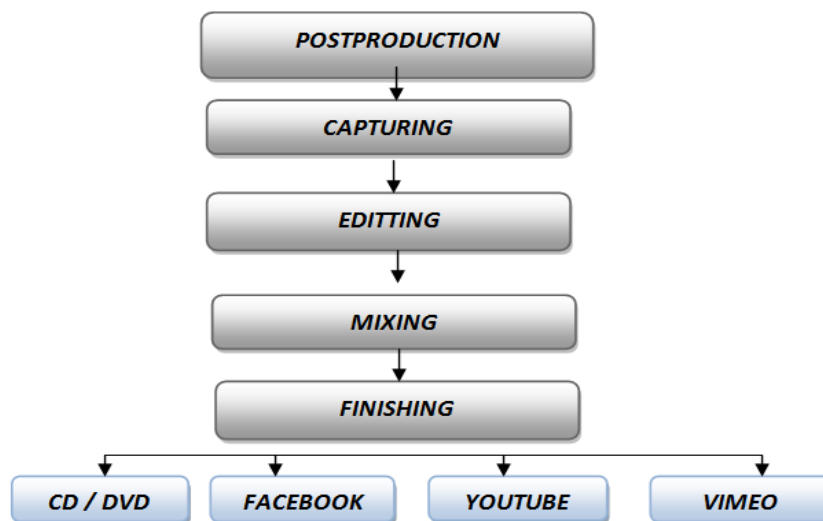 POSTPRODUCTION
CAPTURING
EDITTING
MIXING
FINISHING
CD / DVD
FACEBOOK
YOUTUBE
VIMEO